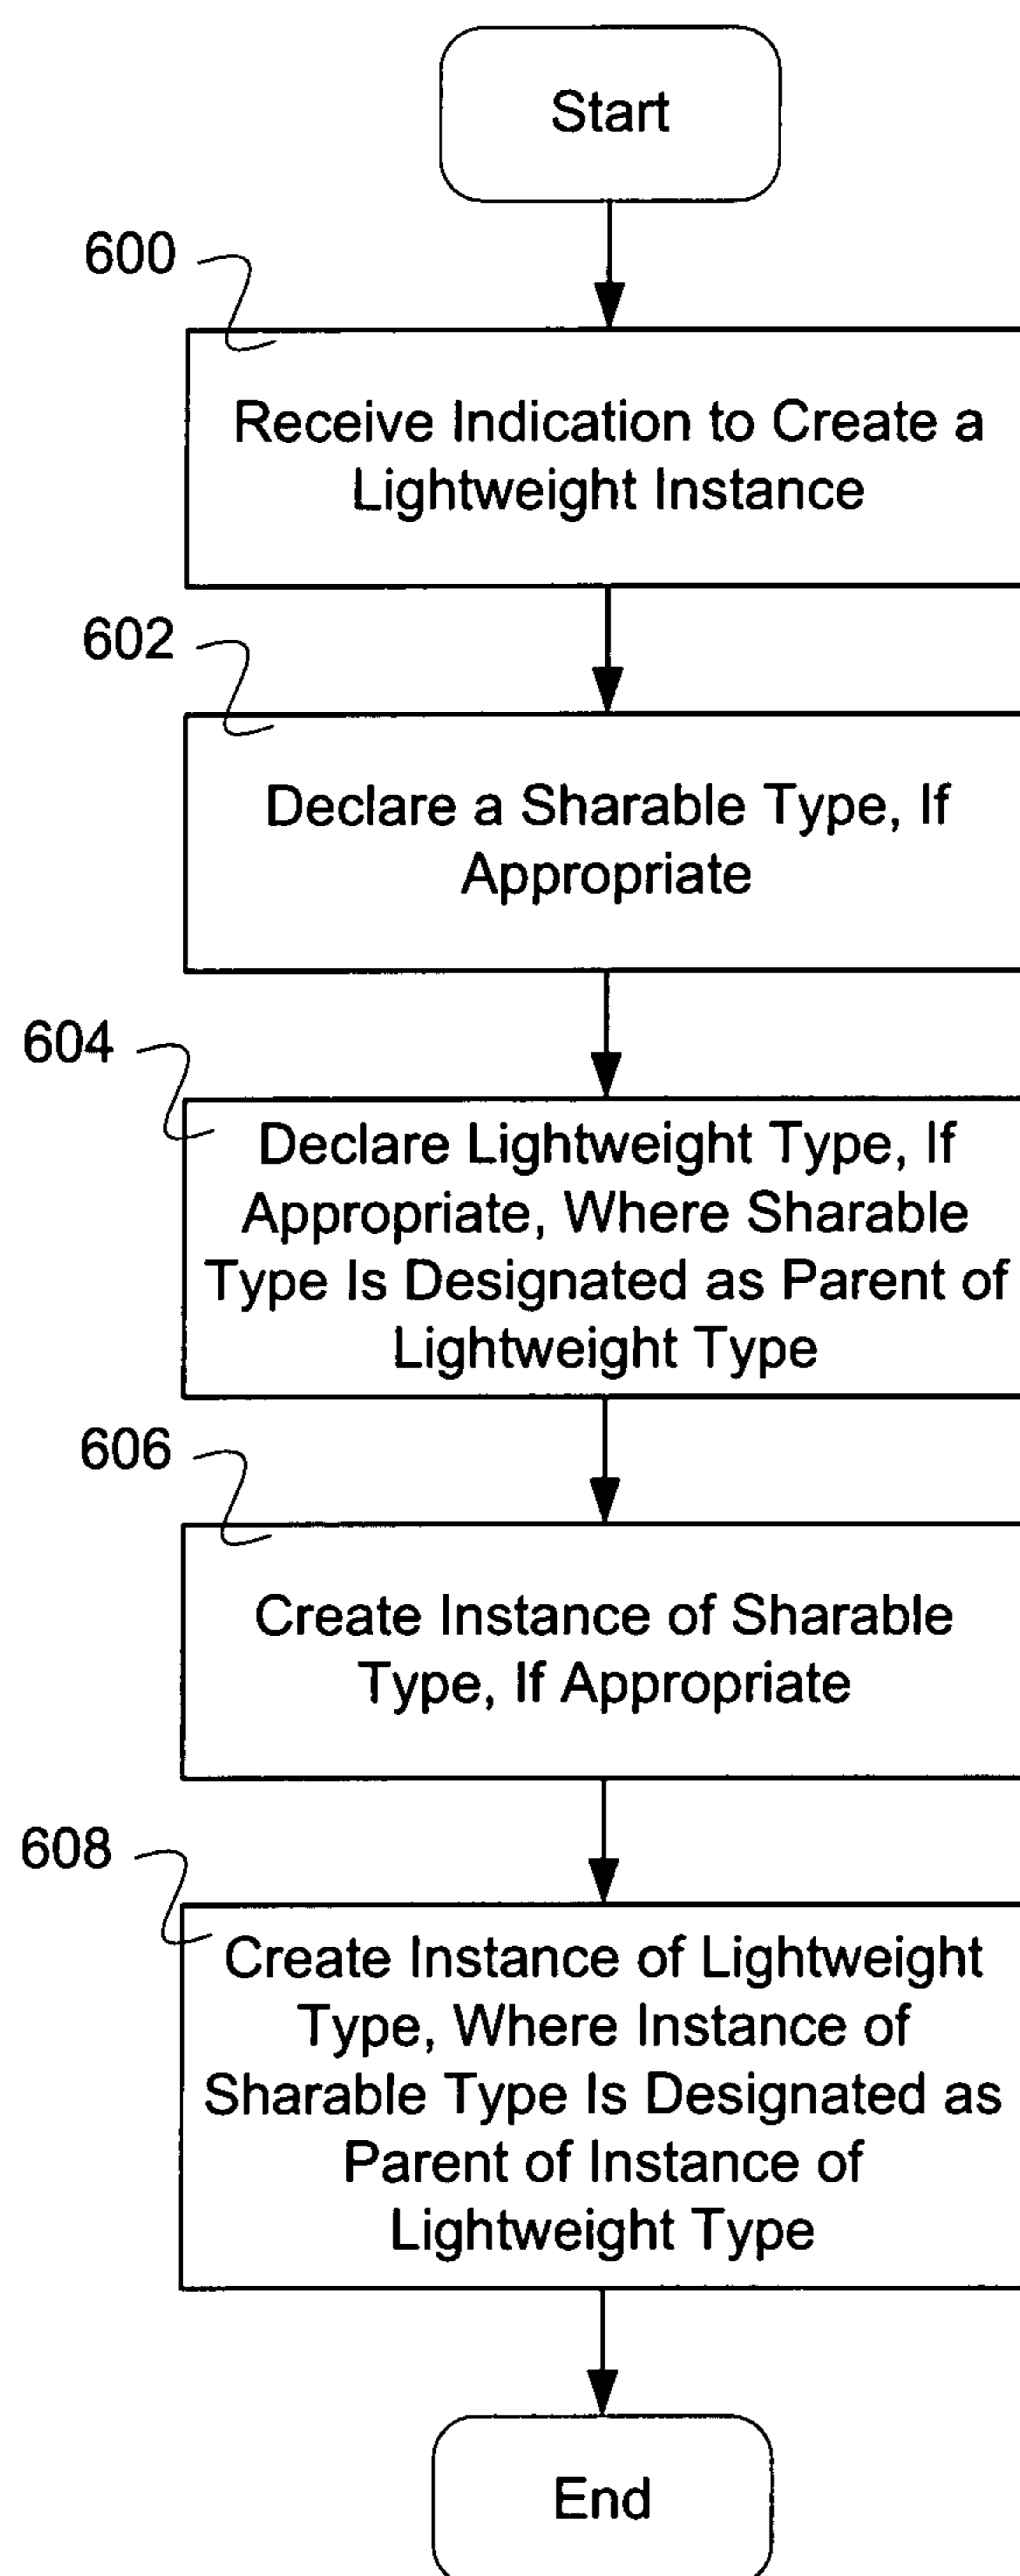 Start
600
Receive Indication to Create a
Lightweight Instance
602
Declare a Sharable Type, If
Appropriate
604
Declare Lightweight Type, If
Appropriate, Where Sharable
Type Is Designated as Parent of
Lightweight Type
606
Create Instance of Sharable
Type, If Appropriate
608
Create Instance of Lightweight
Type, Where Instance of
Sharable Type Is Designated as
Parent of Instance of
Lightweight Type
End